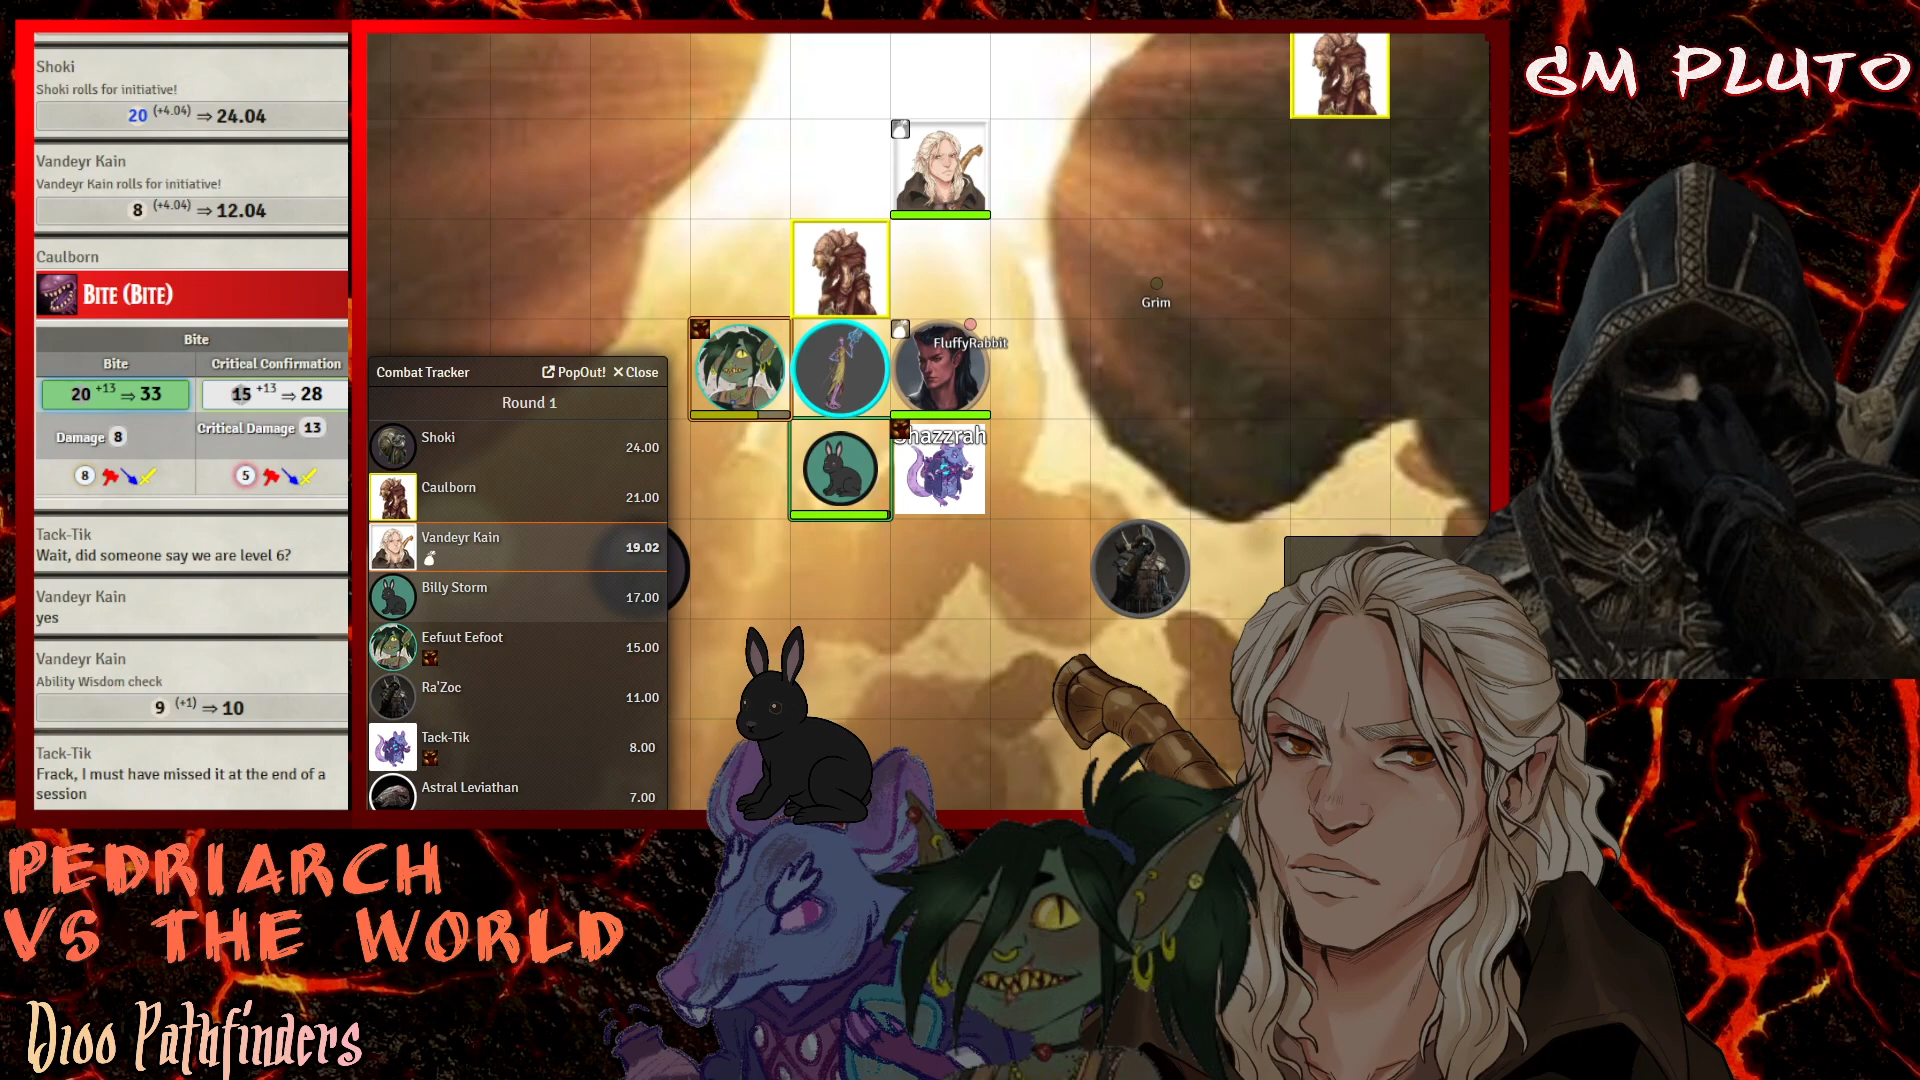 Shoki
Shoki rolls for initiative!
20 (+4.04) ⇒ 24.04
Vandeyr Kain
Vandeyr Kain rolls for initiative!
8 (+4.04) ⇒ 12.04
Caulborn
BITE (BITE)
Bite
Bite Critical Confirmation
20 +13 ⇒ 33 15 +13 ⇒ 28
Damage 8 Critical Damage 13
8 5
Tack-Tik
Wait, did someone say we are level 6?
Vandeyr Kain
yes
Vandeyr Kain
Ability Wisdom check
9 (+1) ⇒ 10
Tack-Tik
Frack, I must have missed it at the end of a
session
Grim
FluffyRabbit
Shazzrah
Combat Tracker PopOut! Close
Round 1
Shoki 24.00
Caulborn 21.00
Vandeyr Kain 19.02
Billy Storm 17.00
Eefuut Eefoot 15.00
Ra'Zoc 11.00
Tack-Tik 8.00
Astral Leviathan 7.00
GM PLUTO
PEDRIARCH
VS THE WORLD
D100 Pathfinders